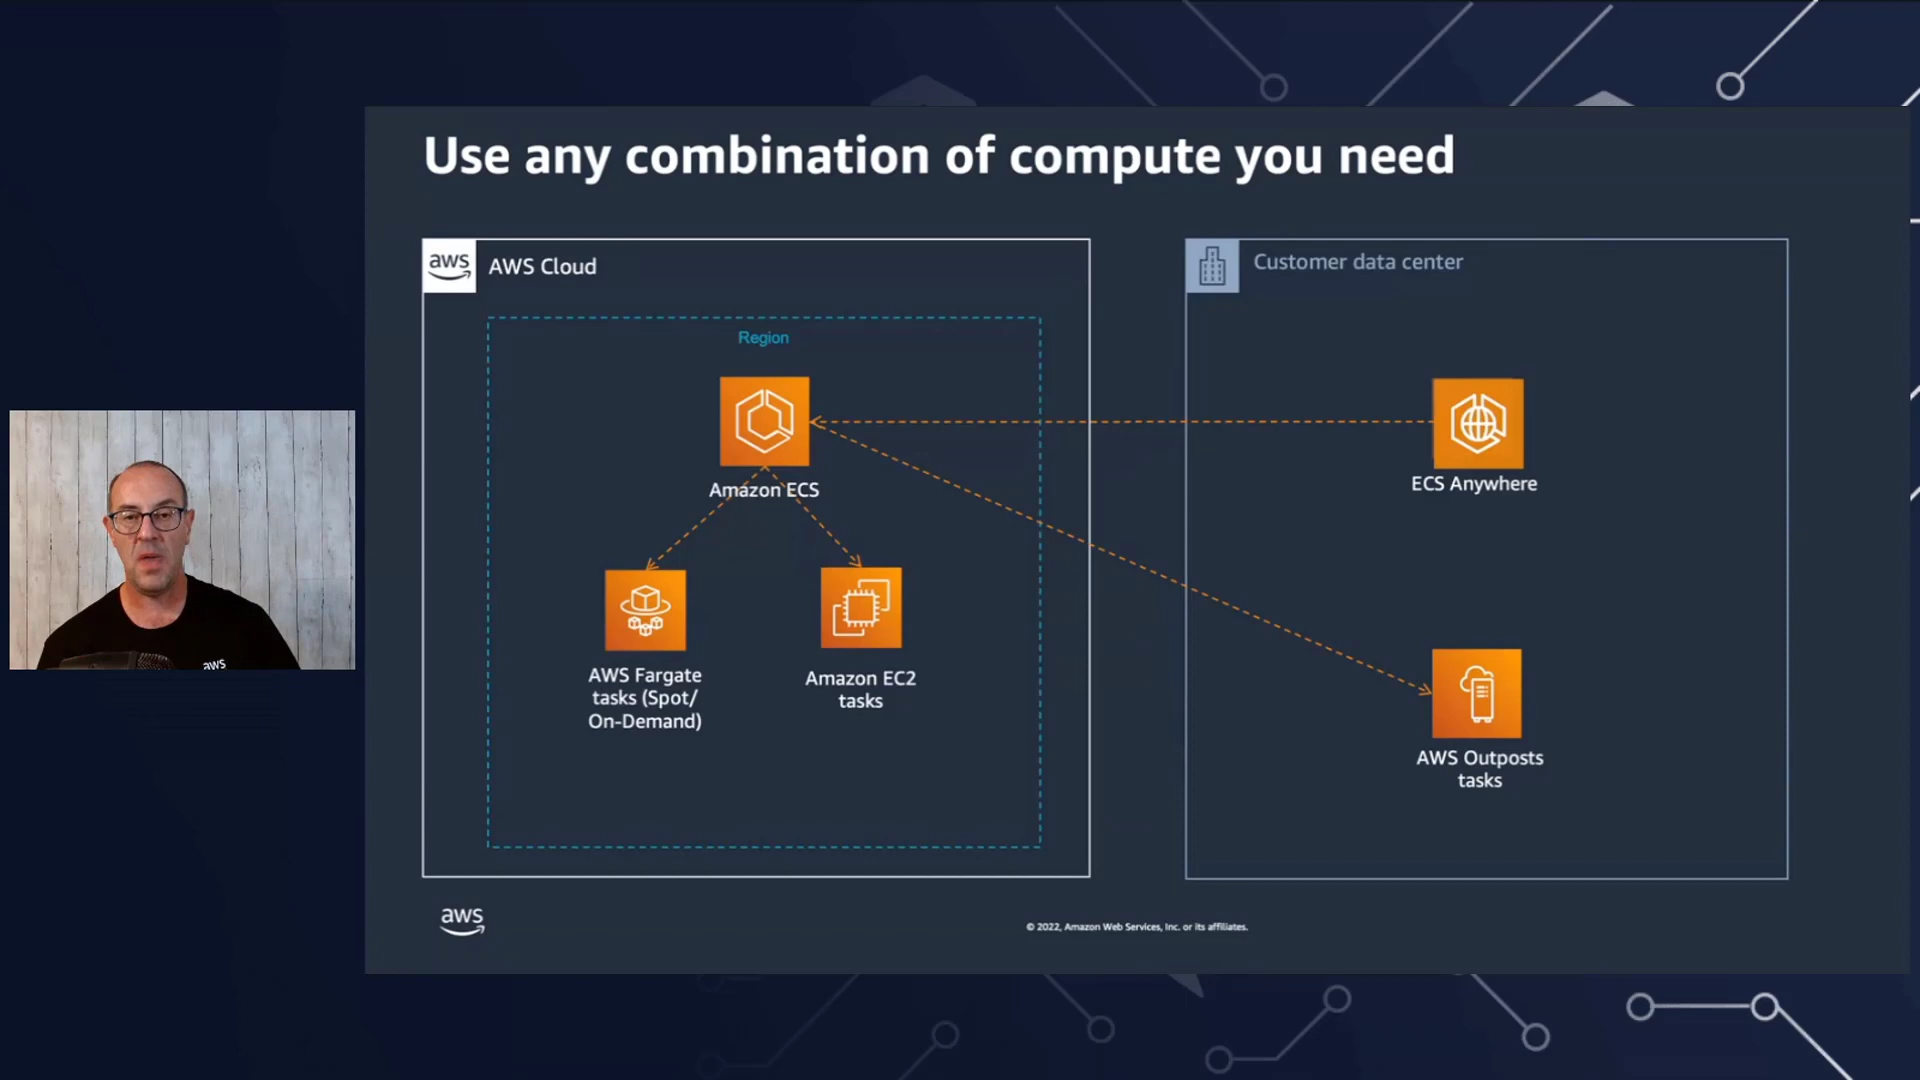 Use any combination of compute you need
aws
AWS Cloud
Customer data center
Region
Amazon ECS
ECS Anywhere
AWS Fargate
tasks (Spot/
On-Demand)
Amazon EC2
tasks
AWS Outposts
tasks
aws
aws
© 2022, Amazon Web Services, Inc. or its affiliates.